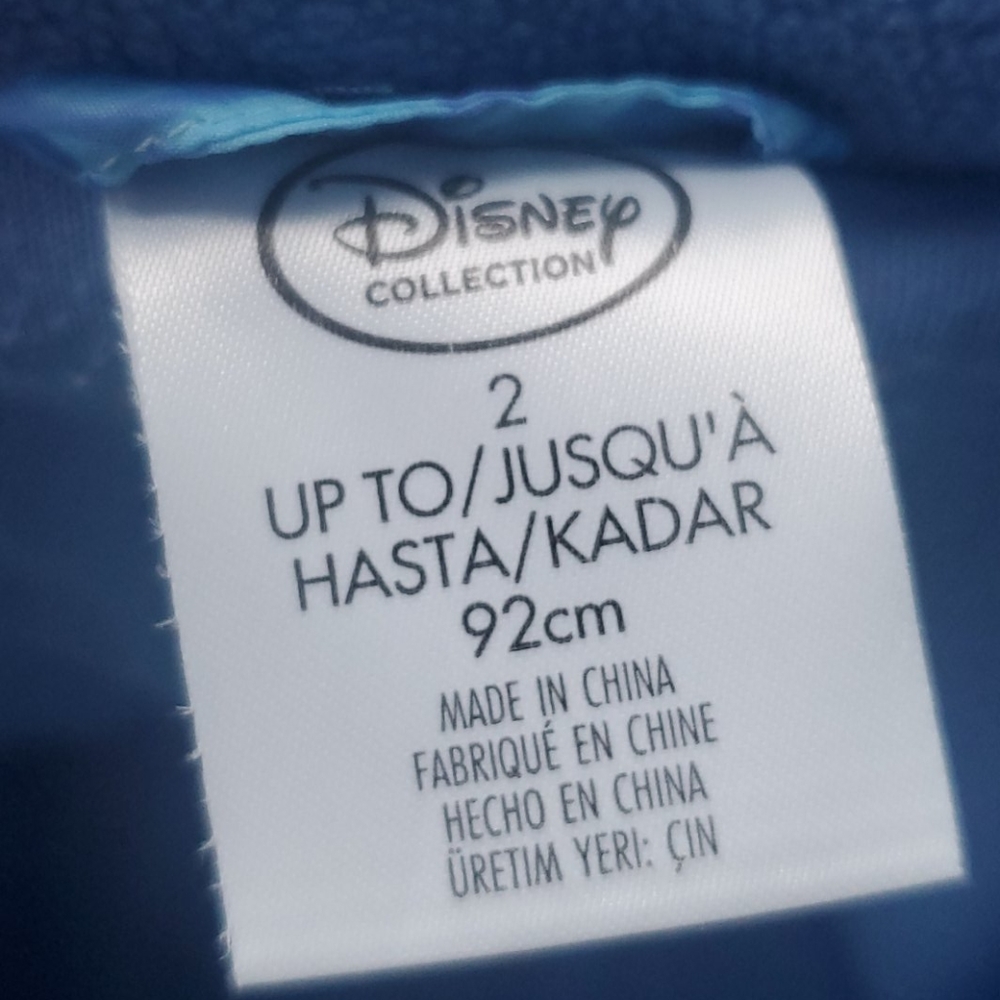 DISNEY
COLLECTION
2
UP TO/JUSQU'À
HASTA/KADAR
92cm
MADE IN CHINA
FABRIQUÉ EN CHINE
HECHO EN CHINA
ÜRETIM YERI: ÇIN